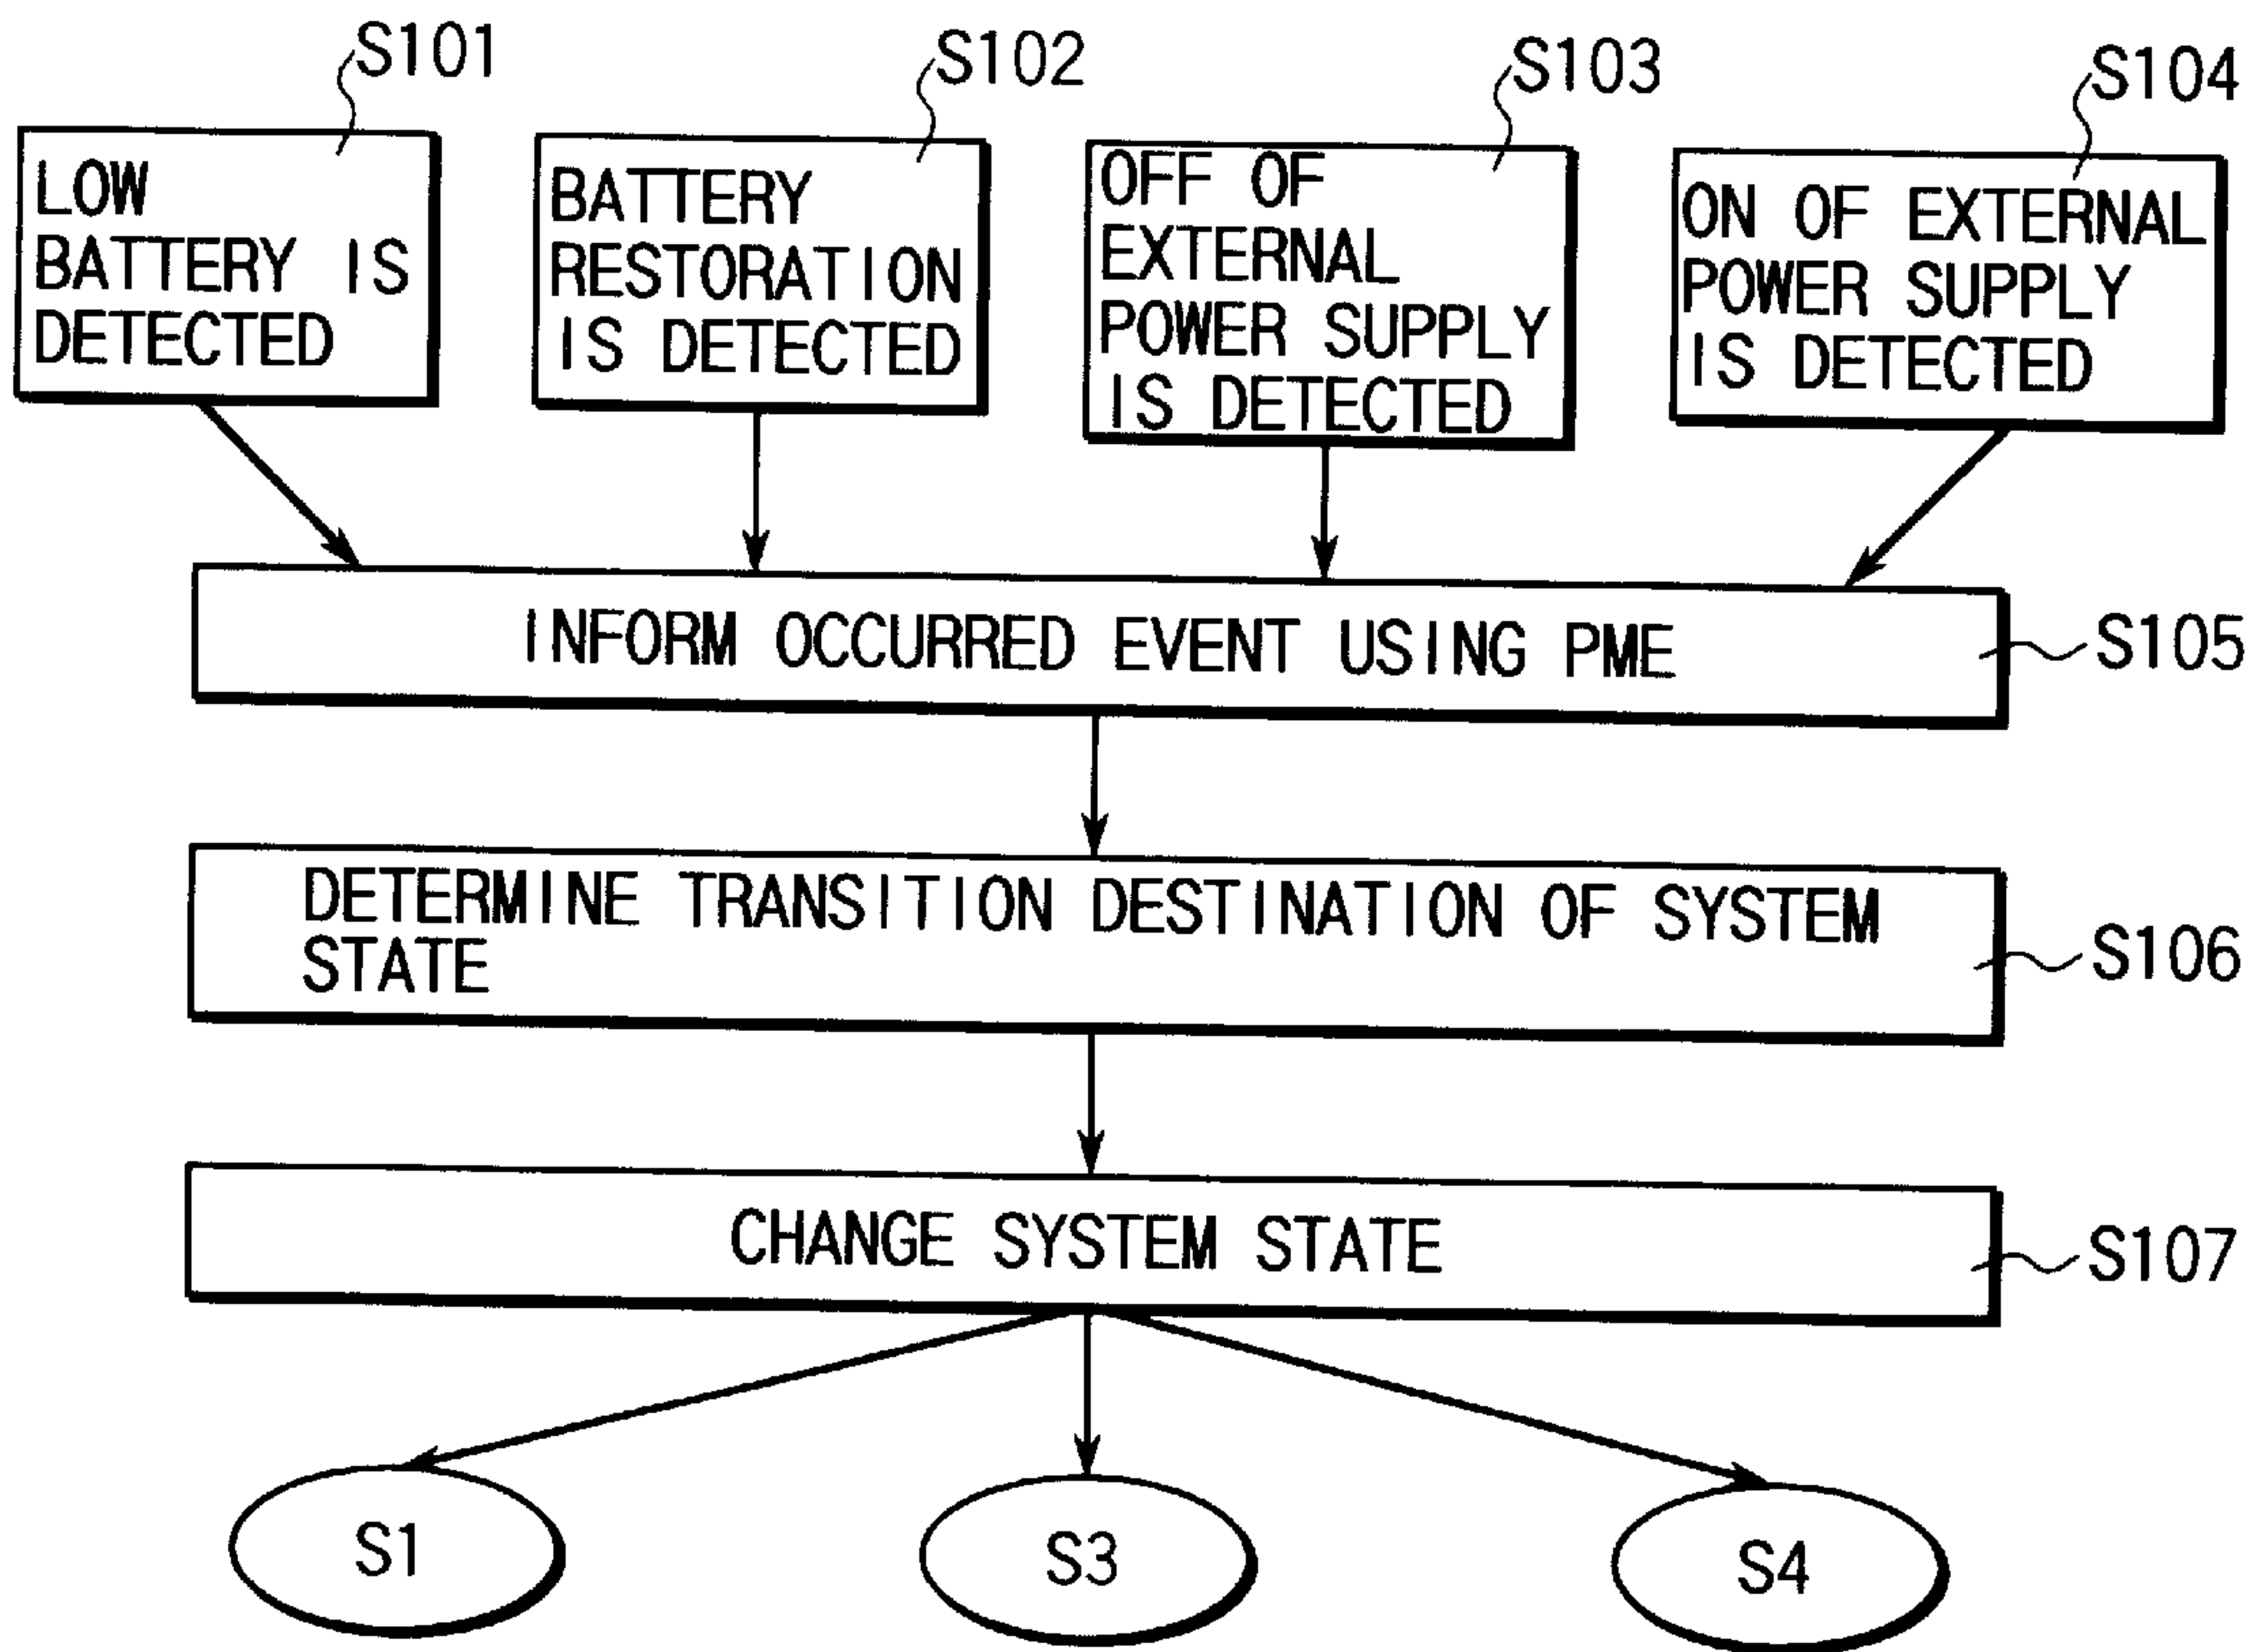 S101
S102
S103
S104
LOW
BATTERY IS
DETECTED
BATTERY
RESTORATION
IS DETECTED
OFF OF
EXTERNAL
POWER SUPPLY
IS DETECTED
ON OF EXTERNAL
POWER SUPPLY
IS DETECTED
INFORM OCCURRED EVENT USING PME
S105
DETERMINE TRANSITION DESTINATION OF SYSTEM
STATE
S106
CHANGE SYSTEM STATE
S107
S1
S3
S4